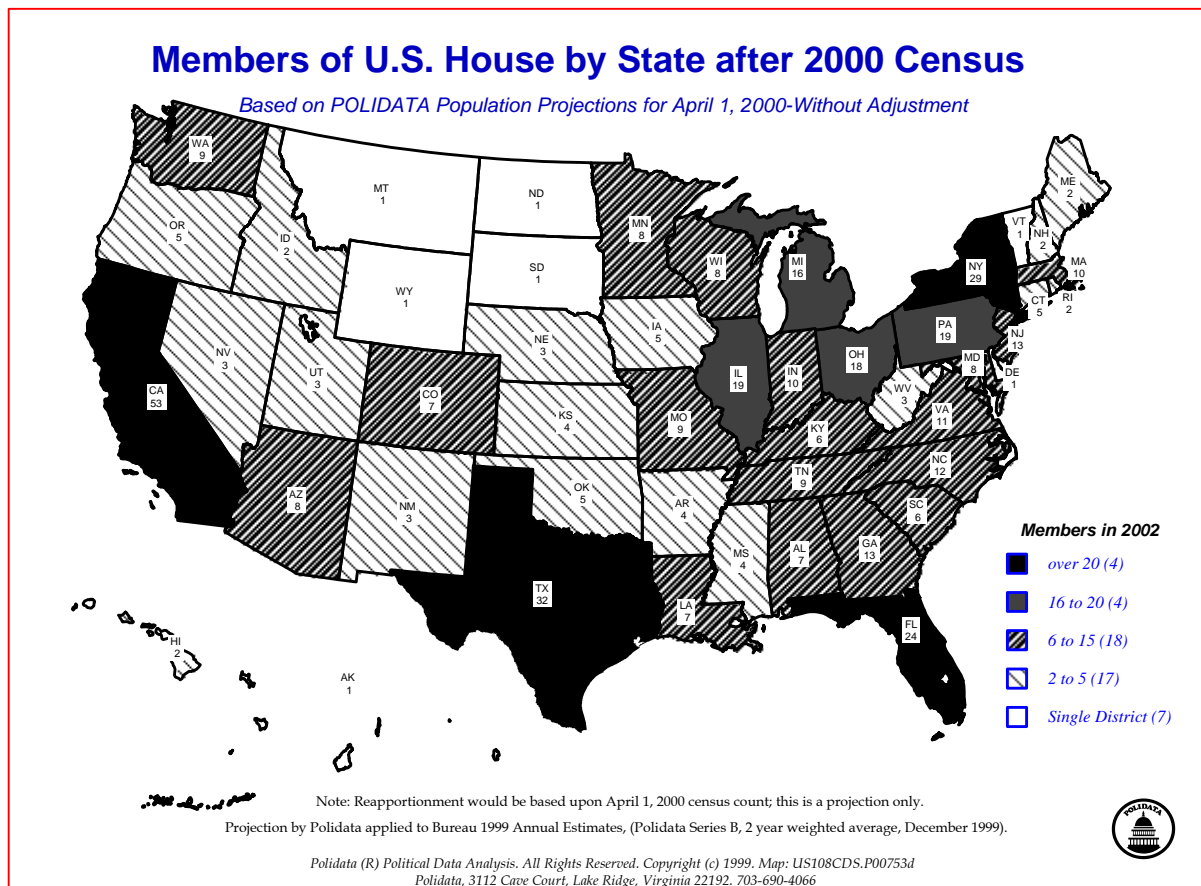 Members of U.S. House by State after 2000 Census
Based on POLIDATA Population Projections for April 1, 2000-Without Adjustment
WA
9
MT
1
ND
1
MN
8
ME
2
OR
5
ID
2
SD
1
WI
8
MI
16
VT
1
NH
2
NY
29
MA
10
WY
1
CT
5
RI
2
NV
3
UT
3
NE
3
IA
5
PA
19
NJ
13
CA
53
CO
7
KS
4
MO
9
IL
19
IN
10
OH
18
MD
8
DE
1
WV
3
VA
11
KY
6
AZ
8
NM
3
OK
5
AR
4
TN
9
NC
12
SC
6
TX
32
LA
7
MS
4
AL
7
GA
13
FL
24
HI
2
AK
1
Members in 2002
over 20 (4)
16 to 20 (4)
6 to 15 (18)
2 to 5 (17)
Single District (7)
Note: Reapportionment would be based upon April 1, 2000 census count; this is a projection only.
Projection by Polidata applied to Bureau 1999 Annual Estimates, (Polidata Series B, 2 year weighted average, December 1999).
POLIDATA
Polidata (R) Political Data Analysis. All Rights Reserved. Copyright (c) 1999. Map: US108CDS.P00753d
Polidata, 3112 Cave Court, Lake Ridge, Virginia 22192. 703-690-4066